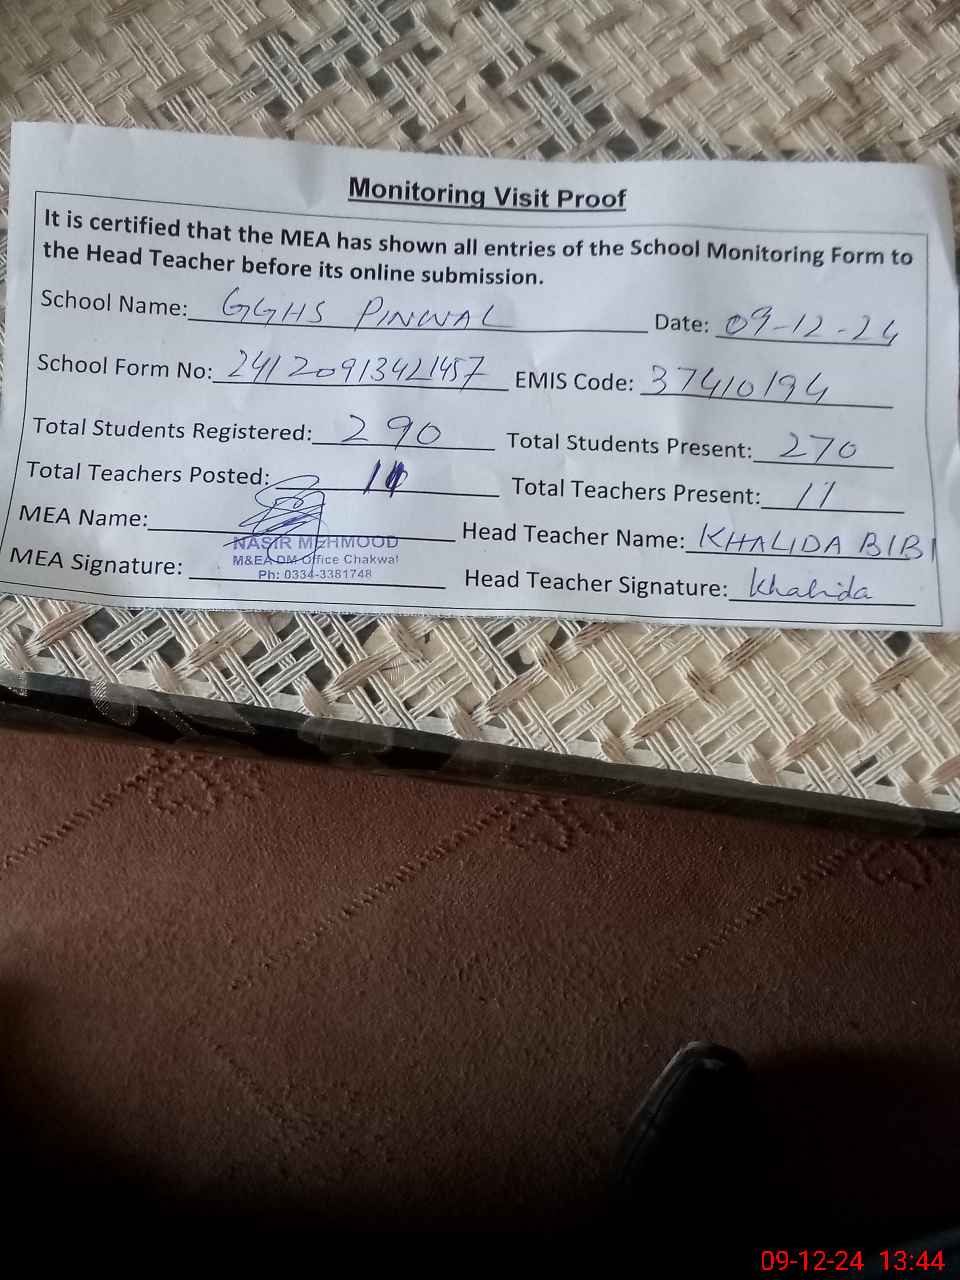 Monitoring Visit Proof
It is certified that the MEA has shown all entries of the School Monitoring Form to
the Head Teacher before its online submission.
School Name: GGHS PINWAL Date: 09-12-24
School Form No: 24120913421457 EMIS Code: 37410194
Total Students Registered: 290 Total Students Present: 270
Total Teachers Posted: Total Teachers Present: 11
MEA Name: Head Teacher Name: KHALIDA BIBI
NASIR MEHMOOD
M&EA DM Office Chakwal
Ph: 0334-3381748
MEA Signature: Head Teacher Signature: Khalida
09-12-24 13:44